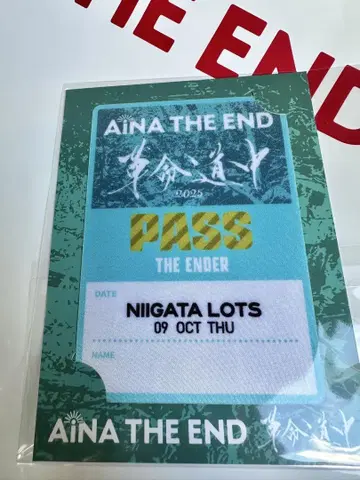 THE END
AiNA THE END
革命道中
2025
PASS
THE ENDER
DATE
NIIGATA LOTS
09 OCT THU
NAME
AiNA THE END 革命道中